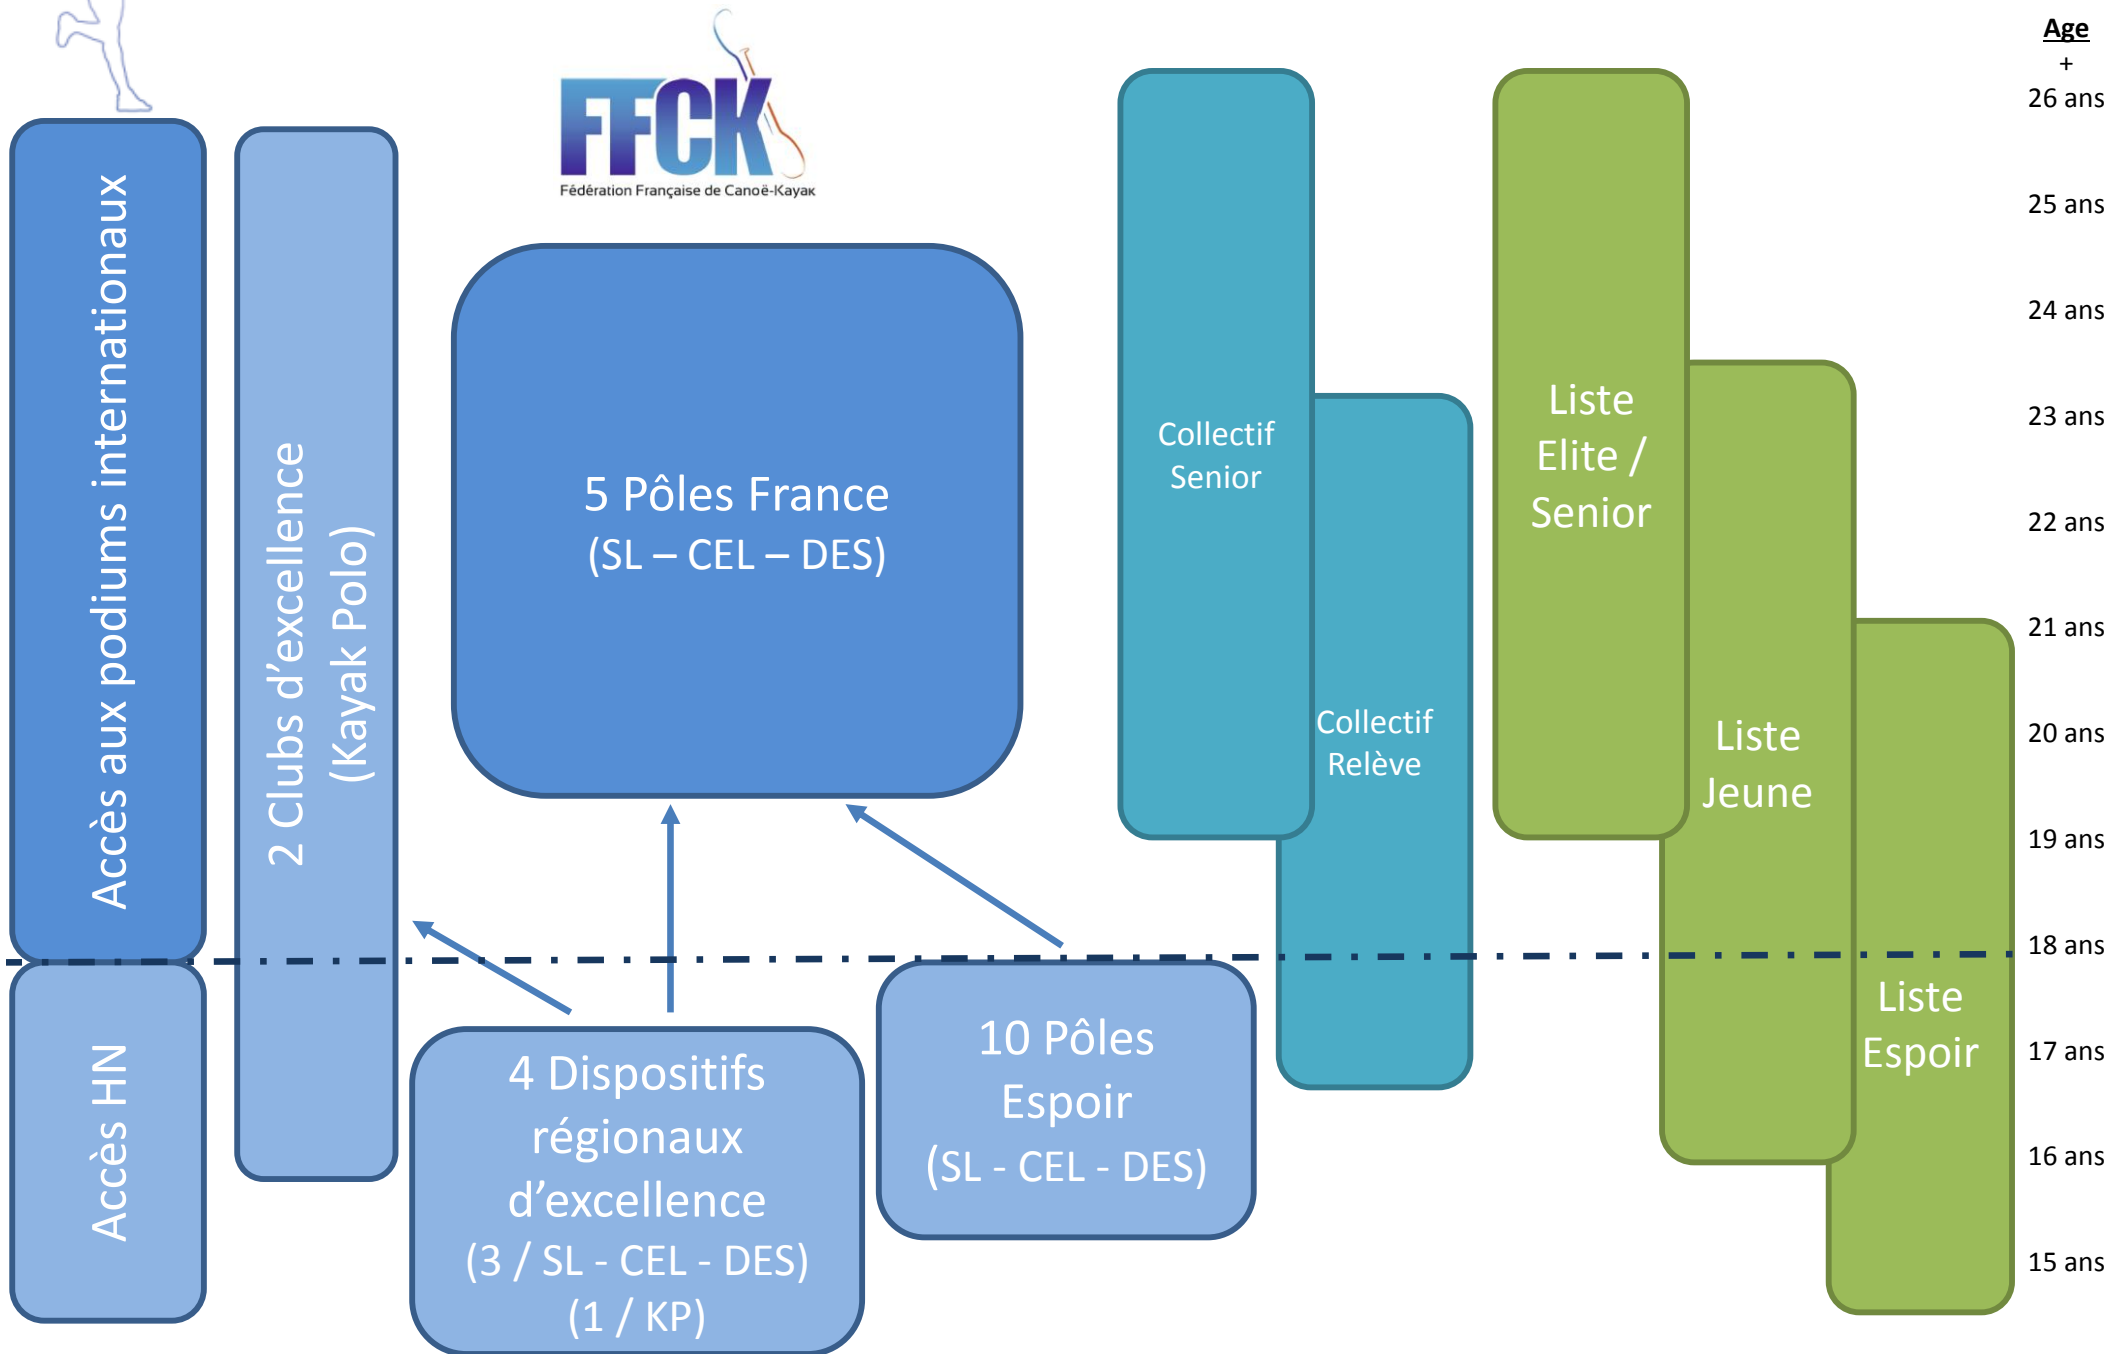 FFCK
Fédération Française de Canoë-Kayak
Accès aux podiums internationaux
Accès HN
2 Clubs d'excellence
(Kayak Polo)
5 Pôles France
(SL – CEL – DES)
4 Dispositifs
régionaux
d'excellence
(3 / SL - CEL - DES)
(1 / KP)
10 Pôles
Espoir
(SL - CEL - DES)
Collectif
Senior
Collectif
Relève
Liste
Elite /
Senior
Liste
Jeune
Liste
Espoir
Age
+
26 ans
25 ans
24 ans
23 ans
22 ans
21 ans
20 ans
19 ans
18 ans
17 ans
16 ans
15 ans